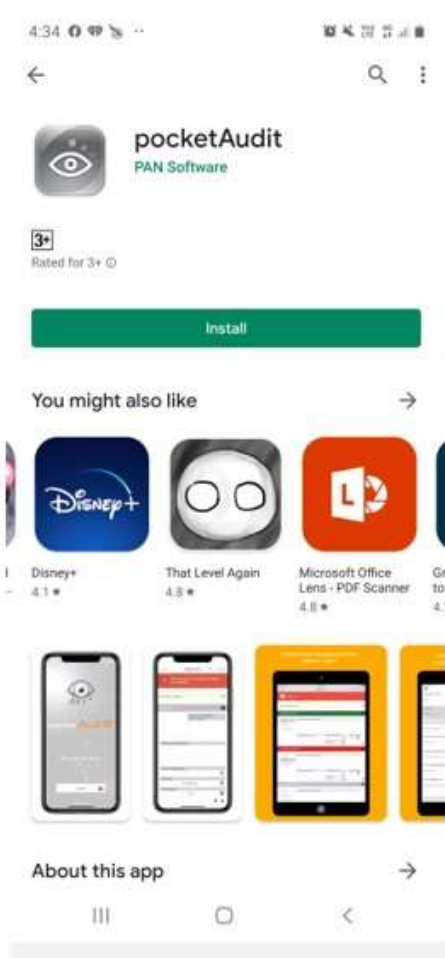 4:34
pocketAudit
PAN Software
3+
Rated for 3+
Install
You might also like
Disney+
L
Disney+
4.1 ★
That Level Again
4.8 ★
Microsoft Office
Lens - PDF Scanner
4.8 ★
About this app